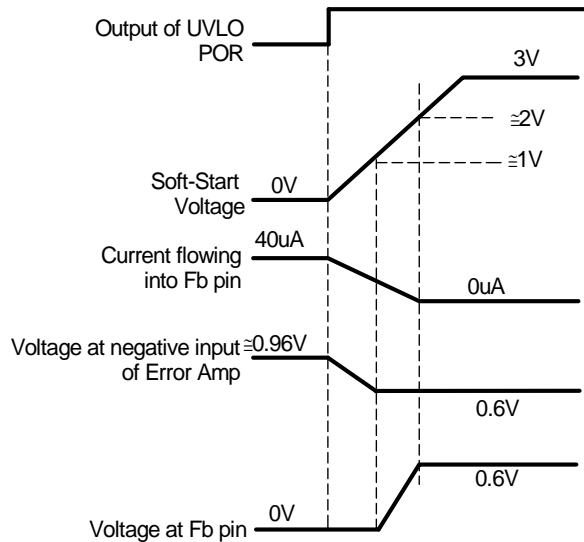 Output of UVLO
POR
3V
≅2V
≅1V
Soft-Start
Voltage
0V
Current flowing
into Fb pin
40uA
0uA
Voltage at negative input
of Error Amp
≅0.96V
0.6V
Voltage at Fb pin
0V
0.6V